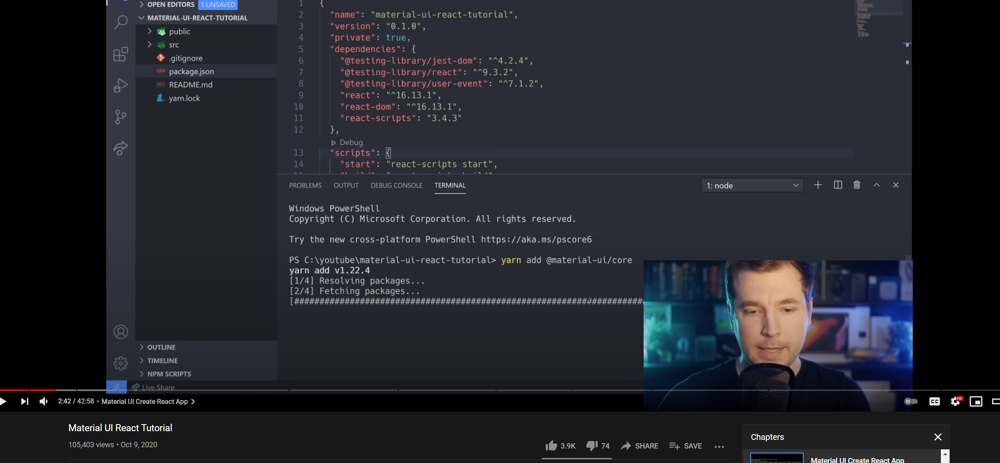 OPEN EDITORS 1 UNSAVED
MATERIAL-UI-REACT-TUTORIAL
public
src
.gitignore
package.json
README.md
yarn.lock
OUTLINE
TIMELINE
NPM SCRIPTS
Live Share
1 {
2 "name": "material-ui-react-tutorial",
3 "version": "0.1.0",
4 "private": true,
5 "dependencies": {
6 "@testing-library/jest-dom": "^4.2.4",
7 "@testing-library/react": "^9.3.2",
8 "@testing-library/user-event": "^7.1.2",
9 "react": "^16.13.1",
10 "react-dom": "^16.13.1",
11 "react-scripts": "3.4.3"
12 },
Debug
13 "scripts": {
14 "start": "react-scripts start",
PROBLEMS OUTPUT DEBUG CONSOLE TERMINAL 1: node
Windows PowerShell
Copyright (C) Microsoft Corporation. All rights reserved.
Try the new cross-platform PowerShell https://aka.ms/pscore6
PS C:\youtube\material-ui-react-tutorial> yarn add @material-ui/core
yarn add v1.22.4
[1/4] Resolving packages...
[2/4] Fetching packages...
[#####################################################################
2:42 / 42:58 • Material UI Create React App
CC HD
Material UI React Tutorial
105,403 views • Oct 9, 2020
3.9K 74 SHARE SAVE
Chapters
Material UI Create React App